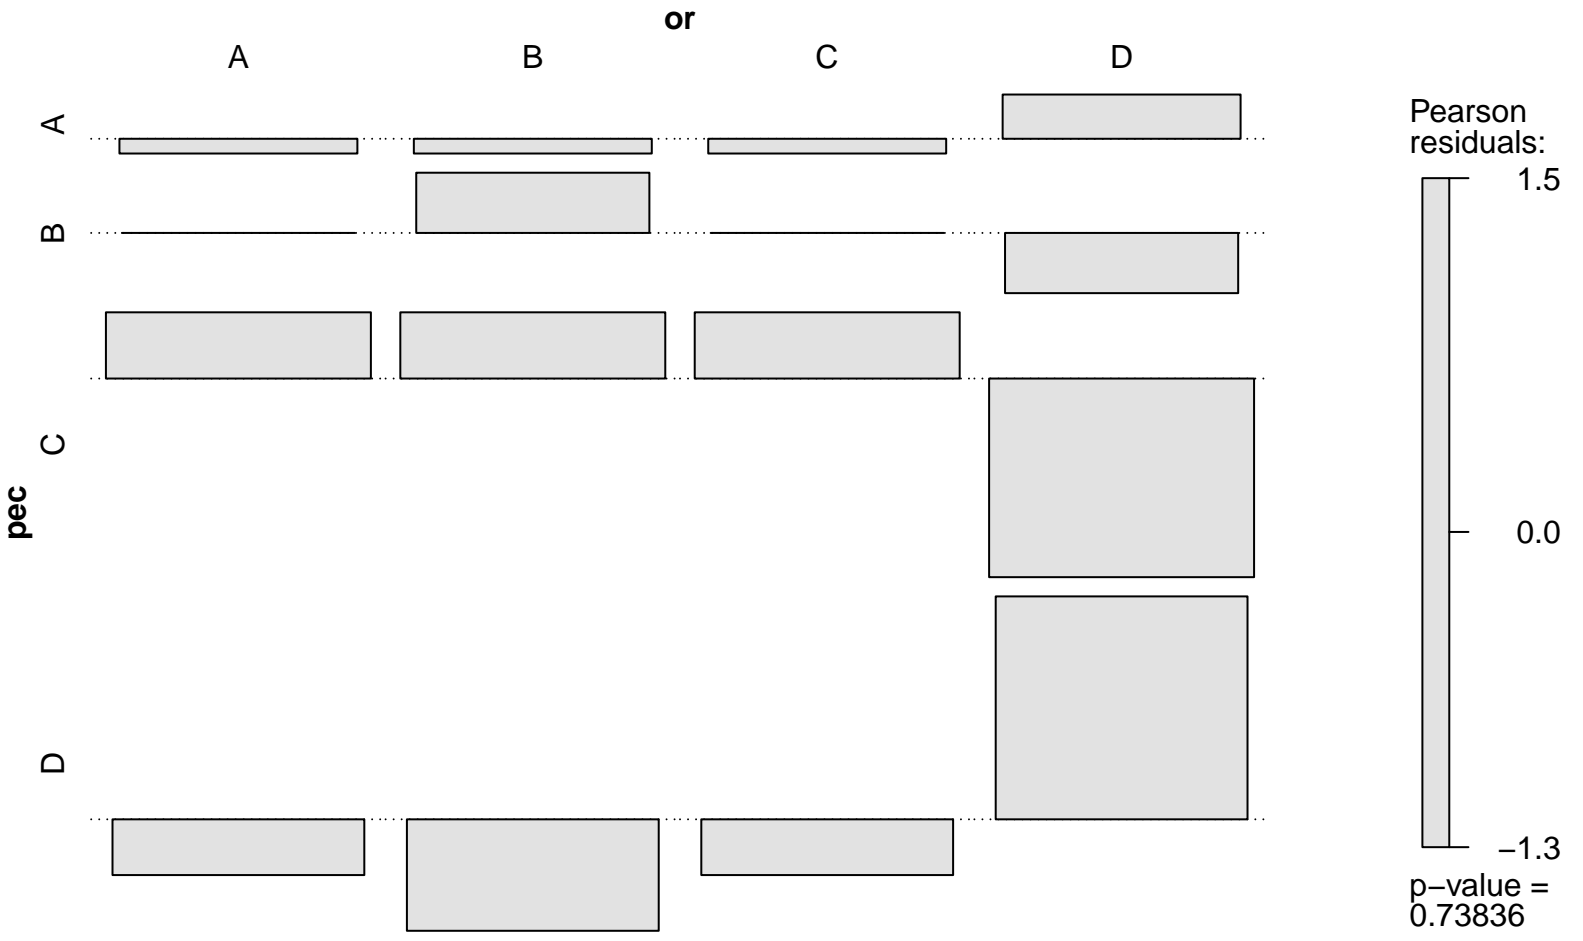 or
A B C D
A
B
C
D
pec
Pearson
residuals:
1.5
0.0
−1.3
p−value =
0.73836